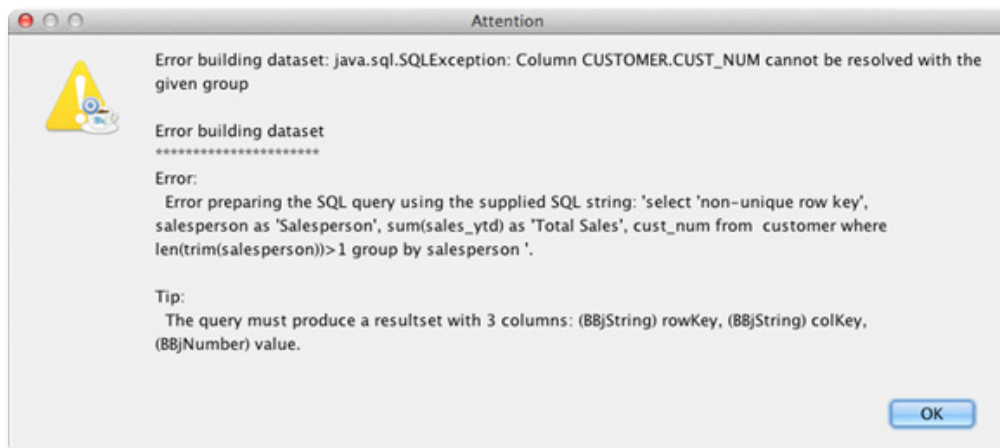 Attention
Error building dataset: java.sql.SQLException: Column CUSTOMER.CUST_NUM cannot be resolved with the
given group
Error building dataset
**********************
Error:
Error preparing the SQL query using the supplied SQL string: 'select 'non-unique row key',
salesperson as 'Salesperson', sum(sales_ytd) as 'Total Sales', cust_num from  customer where
len(trim(salesperson))>1 group by salesperson '.
Tip:
The query must produce a resultset with 3 columns: (BBjString) rowKey, (BBjString) colKey,
(BBjNumber) value.
OK